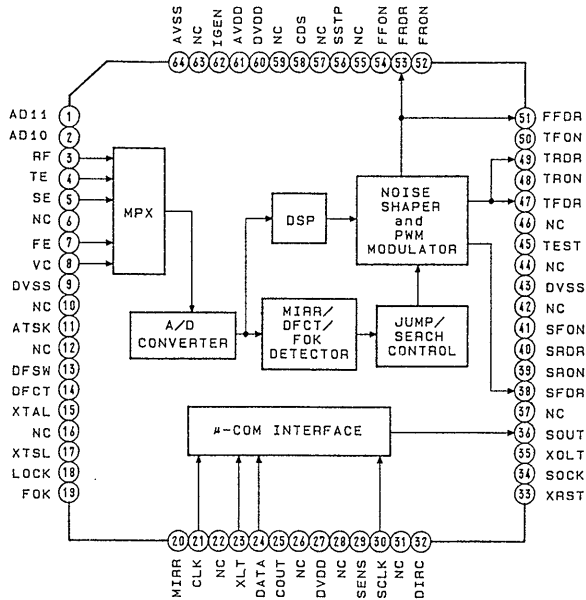 AVSS
NC
IGEN
AVDD
DVDD
NC
CDS
NC
SSTP
NC
FFON
FRDR
FRON
64
63
62
61
60
59
58
57
56
55
54
53
52
AD11 1
AD10 2
RF 3
TE 4
SE 5
NC 6
FE 7
VC 8
DVSS 9
NC 10
ATSK 11
NC 12
DFSW 13
DFCT 14
XTAL 15
NC 16
XTSL 17
LOCK 18
FOK 19
MPX
DSP
NOISE
SHAPER
and
PWM
MODULATOR
A/D
CONVERTER
MIRR/
DFCT/
FOK
DETECTOR
JUMP/
SERCH
CONTROL
μ-COM INTERFACE
51 FFDR
50 TFON
49 TRDR
48 TRON
47 TFDR
46 NC
45 TEST
44 NC
43 DVSS
42 NC
41 SFON
40 SRDR
39 SRON
38 SFDR
37 NC
36 SOUT
35 XOLT
34 SOCK
33 XRST
20
21
22
23
24
25
26
27
28
29
30
31
32
MIRR
CLK
NC
XLT
DATA
COUT
NC
DVDD
NC
SENS
SCLK
NC
DIRC